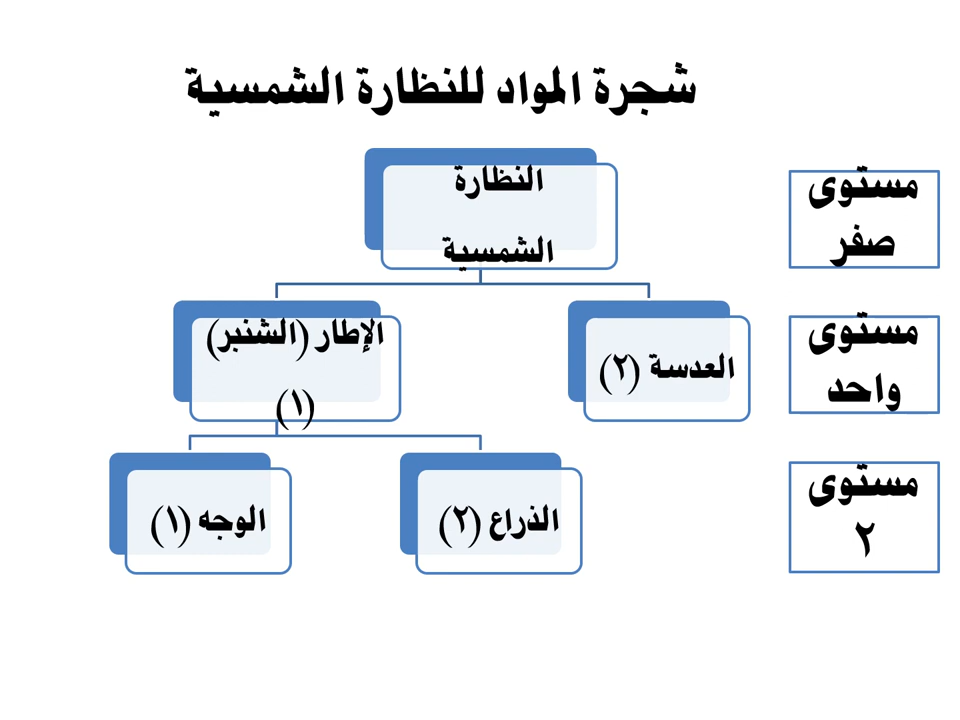 شجرة المواد للنظارة الشمسية
النظارة
الشمسية
مستوى
صفر
العدسة (٢)
الإطار (الشنبر)
(١)
مستوى
واحد
الذراع (٢)
الوجه (١)
مستوى
٢